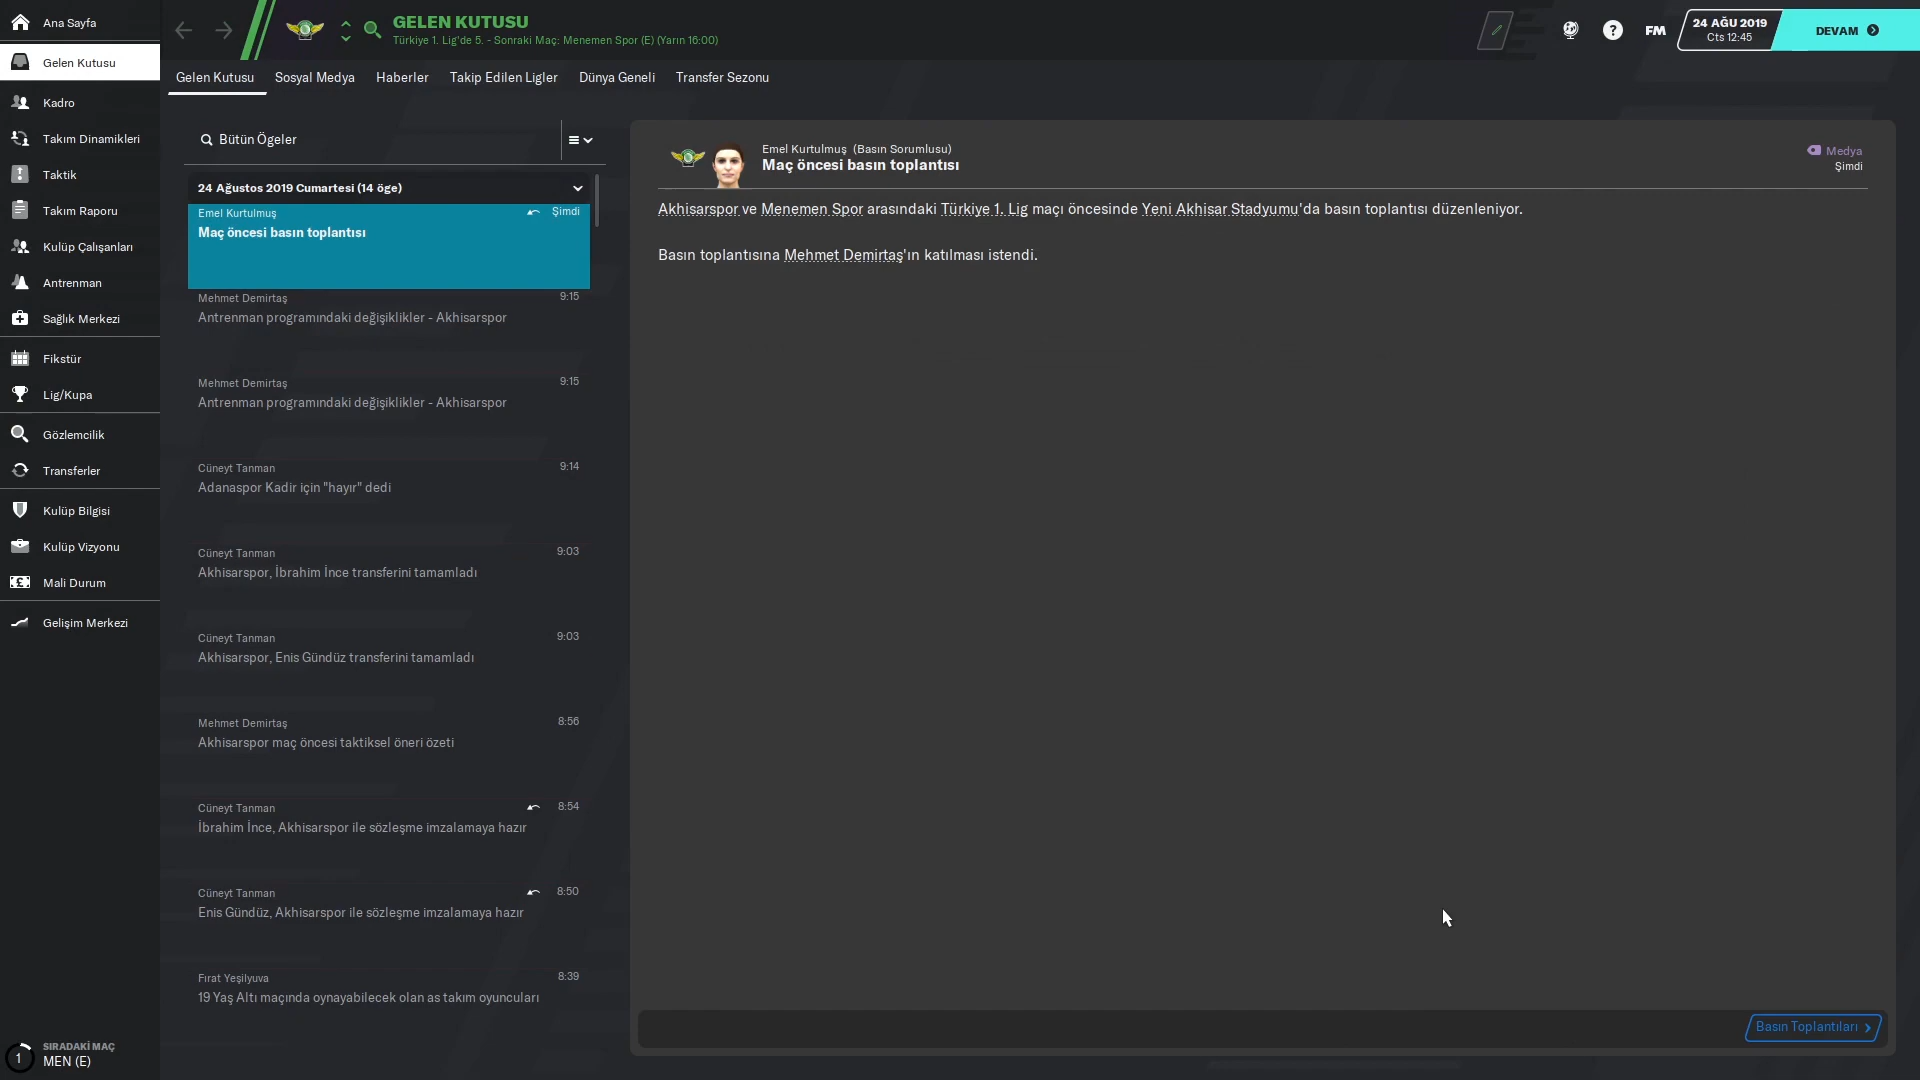 Ana Sayfa
Gelen Kutusu
Kadro
Takım Dinamikleri
Taktik
Takım Raporu
Kulüp Çalışanları
Antrenman
Sağlık Merkezi
Fikstür
Lig/Kupa
Gözlemcilik
Transferler
Kulüp Bilgisi
Kulüp Vizyonu
Mali Durum
Gelişim Merkezi
1
SIRADAKİ MAÇ
MEN (E)
GELEN KUTUSU
Türkiye 1. Lig'de 5. - Sonraki Maç: Menemen Spor (E) (Yarın 16:00)
?
FM
24 AĞU 2019
Cts 12:45
DEVAM
Gelen Kutusu Sosyal Medya Haberler Takip Edilen Ligler Dünya Geneli Transfer Sezonu
Bütün Ögeler
24 Ağustos 2019 Cumartesi (14 öge)
Emel Kurtulmuş Şimdi
Maç öncesi basın toplantısı
Mehmet Demirtaş 9:15
Antrenman programındaki değişiklikler - Akhisarspor
Mehmet Demirtaş 9:15
Antrenman programındaki değişiklikler - Akhisarspor
Cüneyt Tanman 9:14
Adanaspor Kadir için "hayır" dedi
Cüneyt Tanman 9:03
Akhisarspor, İbrahim İnce transferini tamamladı
Cüneyt Tanman 9:03
Akhisarspor, Enis Gündüz transferini tamamladı
Mehmet Demirtaş 8:56
Akhisarspor maç öncesi taktiksel öneri özeti
Cüneyt Tanman 8:54
İbrahim İnce, Akhisarspor ile sözleşme imzalamaya hazır
Cüneyt Tanman 8:50
Enis Gündüz, Akhisarspor ile sözleşme imzalamaya hazır
Fırat Yeşilyuva 8:39
19 Yaş Altı maçında oynayabilecek olan as takım oyuncuları
Emel Kurtulmuş (Basın Sorumlusu)
Maç öncesi basın toplantısı
Medya
Şimdi
Akhisarspor ve Menemen Spor arasındaki Türkiye 1. Lig maçı öncesinde Yeni Akhisar Stadyumu'da basın toplantısı düzenleniyor.
Basın toplantısına Mehmet Demirtaş'ın katılması istendi.
Basın Toplantıları